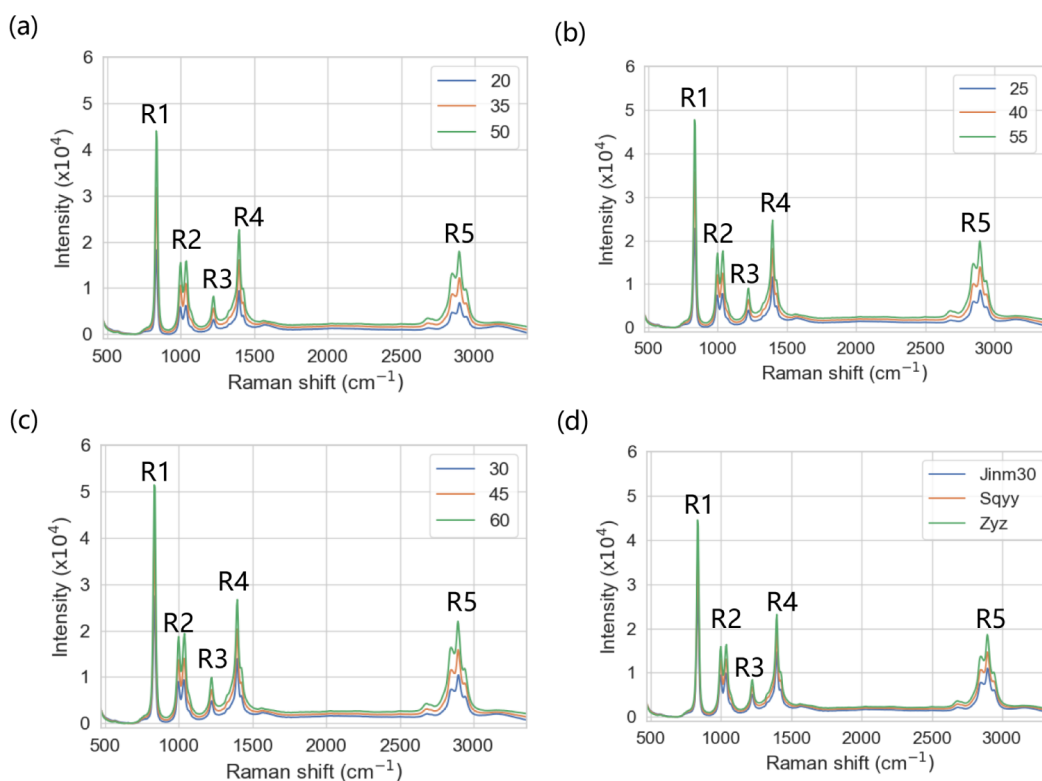 (a)
6
5
4
3
2
1
0
Intensity (x10⁴)
R1
R2
R3
R4
R5
20
35
50
500 1000 1500 2000 2500 3000
Raman shift (cm⁻¹)
(b)
6
5
4
3
2
1
0
Intensity (x10⁴)
R1
R2
R3
R4
R5
25
40
55
500 1000 1500 2000 2500 3000
Raman shift (cm⁻¹)
(c)
6
5
4
3
2
1
0
Intensity (x10⁴)
R1
R2
R3
R4
R5
30
45
60
500 1000 1500 2000 2500 3000
Raman shift (cm⁻¹)
(d)
6
5
4
3
2
1
0
Intensity (x10⁴)
R1
R2
R3
R4
R5
Jinm30
Sqyy
Zyz
500 1000 1500 2000 2500 3000
Raman shift (cm⁻¹)